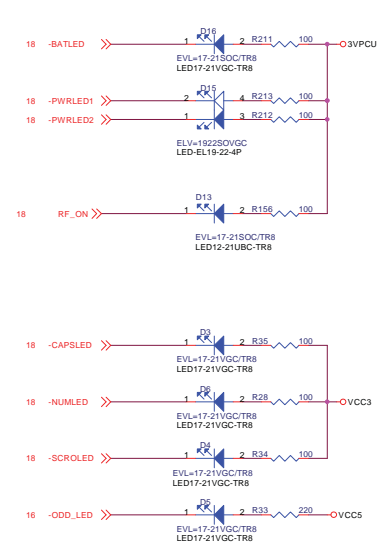 D16
18 -BATLED 1 2 R211 100 3VPCU
EVL=17-21SOC/TR8
LED17-21VGC-TR8
D15
18 -PWRLED1 2 4 R213 100
18 -PWRLED2 1 3 R212 100
ELV=1922SOVGC
LED-EL19-22-4P
D13
18 RF_ON 1 2 R156 100
EVL=17-21SOC/TR8
LED12-21UBC-TR8
D3
18 -CAPSLED 1 2 R35 100
EVL=17-21VGC/TR8
LED17-21VGC-TR8
D6
18 -NUMLED 1 2 R28 100 VCC3
EVL=17-21VGC/TR8
LED17-21VGC-TR8
D4
18 -SCROLED 1 2 R34 100
EVL=17-21VGC/TR8
LED17-21VGC-TR8
D5
16 -ODD_LED 1 2 R33 220 VCC5
EVL=17-21VGC/TR8
LED17-21VGC-TR8